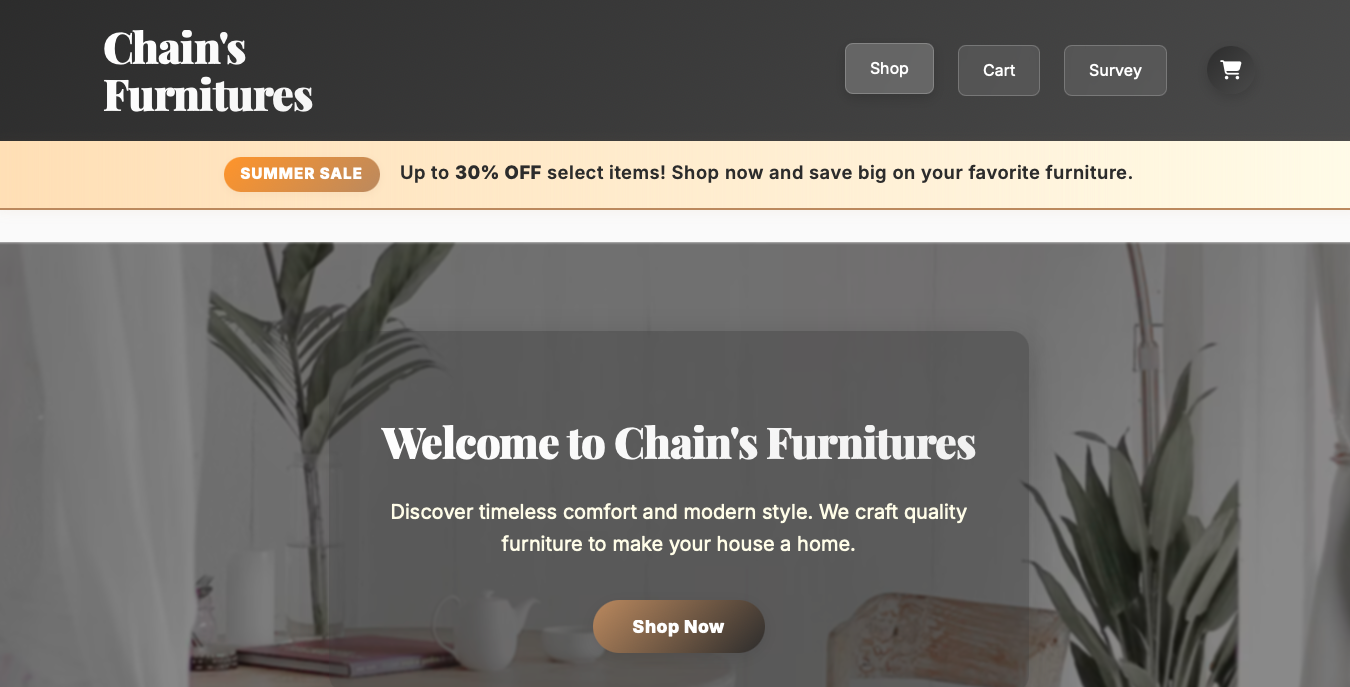 Chain's
Furnitures
Shop
Cart
Survey
SUMMER SALE
Up to 30% OFF select items! Shop now and save big on your favorite furniture.
Welcome to Chain's Furnitures
Discover timeless comfort and modern style. We craft quality
furniture to make your house a home.
Shop Now